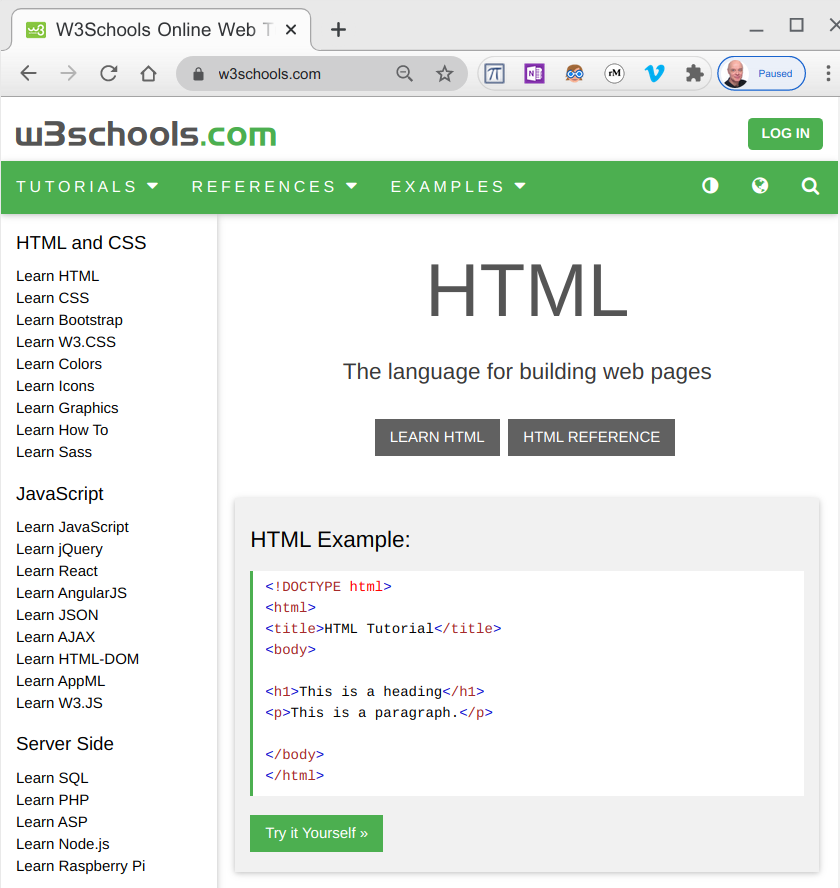 W3Schools Online Web T
w3schools.com
Paused
w3schools.com
LOG IN
TUTORIALS
REFERENCES
EXAMPLES
HTML and CSS
Learn HTML
Learn CSS
Learn Bootstrap
Learn W3.CSS
Learn Colors
Learn Icons
Learn Graphics
Learn How To
Learn Sass
JavaScript
Learn JavaScript
Learn jQuery
Learn React
Learn AngularJS
Learn JSON
Learn AJAX
Learn HTML-DOM
Learn AppML
Learn W3.JS
Server Side
Learn SQL
Learn PHP
Learn ASP
Learn Node.js
Learn Raspberry Pi
HTML
The language for building web pages
LEARN HTML
HTML REFERENCE
HTML Example:
<!DOCTYPE html>
<html>
<title>HTML Tutorial</title>
<body>
<h1>This is a heading</h1>
<p>This is a paragraph.</p>
</body>
</html>
Try it Yourself »